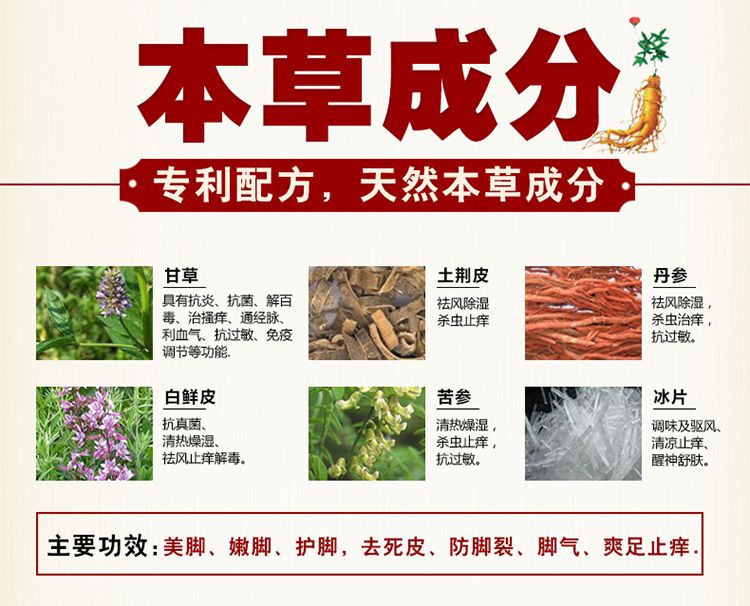 本草成分
专利配方，天然本草成分
甘草
具有抗炎、抗菌、解百
毒、治搔痒、通经脉、
利血气、抗过敏、免疫
调节等功能.
土荆皮
祛风除湿
杀虫止痒
丹参
祛风除湿，
杀虫治痒，
抗过敏。
白鲜皮
抗真菌、
清热燥湿、
祛风止痒解毒。
苦参
清热燥湿，
杀虫止痒，
抗过敏。
冰片
调味及驱风、
清凉止痒、
醒神舒肤。
主要功效:美脚、嫩脚、护脚，去死皮、防脚裂、脚气、爽足止痒.